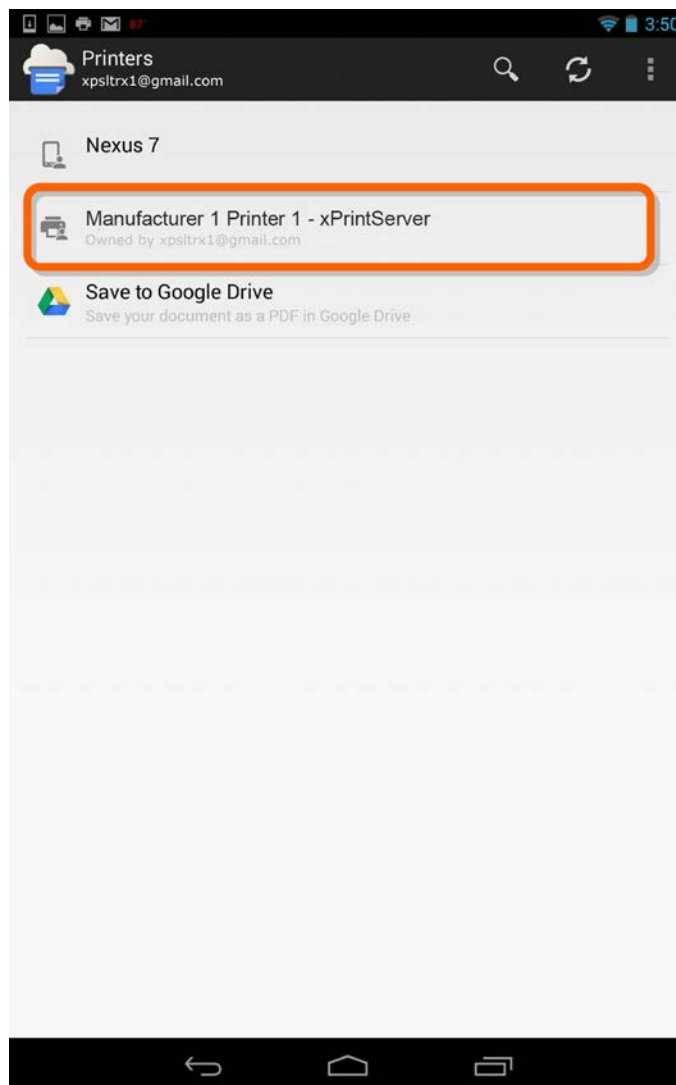 87°
3:50
Printers
xpsltrx1@gmail.com
Nexus 7
Manufacturer 1 Printer 1 - xPrintServer
Owned by xpsltrx1@gmail.com
Save to Google Drive
Save your document as a PDF in Google Drive